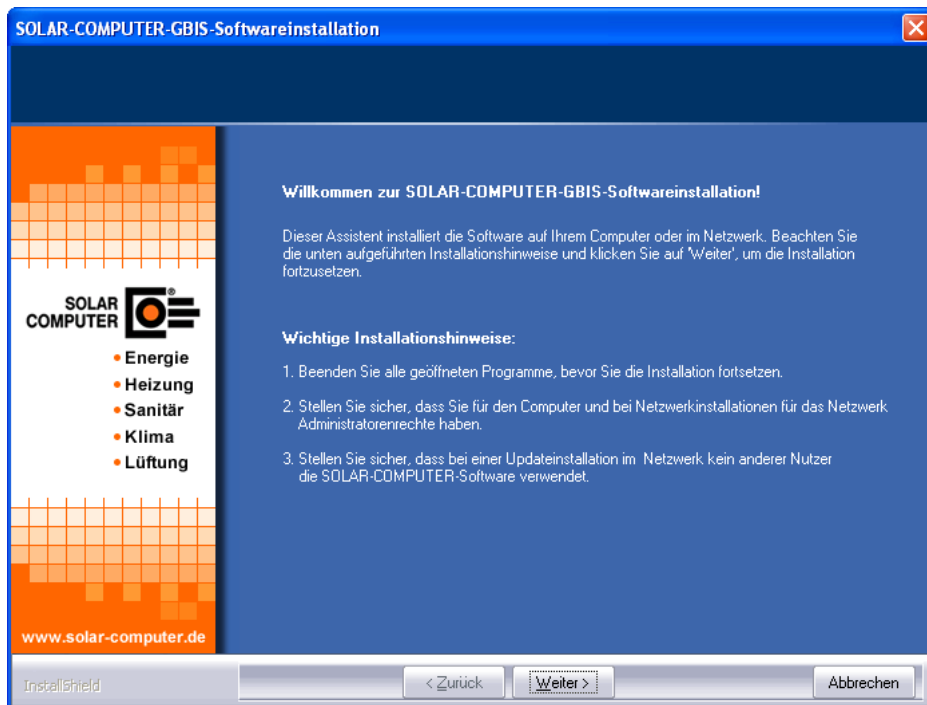 SOLAR-COMPUTER-GBIS-Softwareinstallation
Willkommen zur SOLAR-COMPUTER-GBIS-Softwareinstallation!
Dieser Assistent installiert die Software auf Ihrem Computer oder im Netzwerk. Beachten Sie
die unten aufgeführten Installationshinweise und klicken Sie auf 'Weiter', um die Installation
fortzusetzen.
SOLAR
COMPUTER ®
• Energie
• Heizung
• Sanitär
• Klima
• Lüftung
Wichtige Installationshinweise:
1. Beenden Sie alle geöffneten Programme, bevor Sie die Installation fortsetzen.
2. Stellen Sie sicher, dass Sie für den Computer und bei Netzwerkinstallationen für das Netzwerk
Administratorenrechte haben.
3. Stellen Sie sicher, dass bei einer Updateinstallation im Netzwerk kein anderer Nutzer
die SOLAR-COMPUTER-Software verwendet.
www.solar-computer.de
InstallShield
< Zurück
Weiter >
Abbrechen